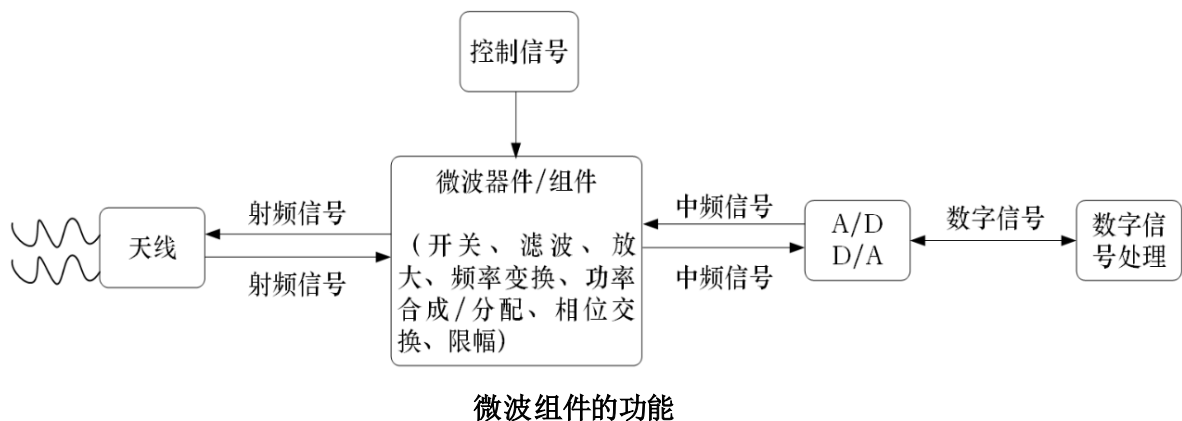 控制信号
微波器件/组件
(开关、滤波、放
大、频率变换、功率
合成/分配、相位交
换、限幅)
射频信号
射频信号
天线
中频信号
中频信号
A/D
D/A
数字信号
数字信
号处理
微波组件的功能